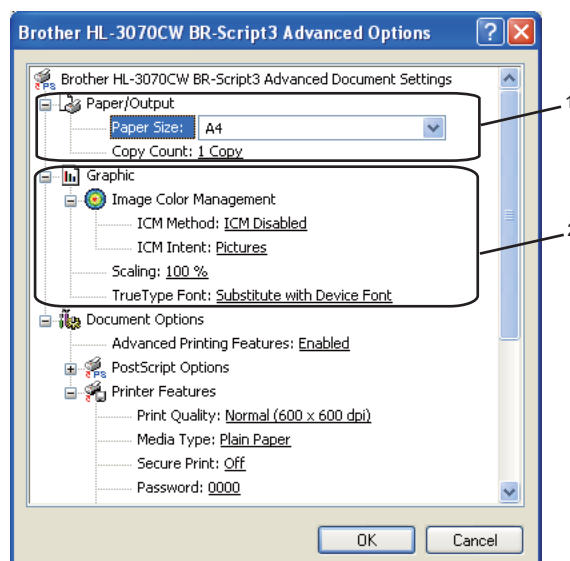 Brother HL-3070CW BR-Script3 Advanced Options
Brother HL-3070CW BR-Script3 Advanced Document Settings
Paper/Output
Paper Size: A4
Copy Count: 1 Copy
1
Graphic
Image Color Management
ICM Method: ICM Disabled
ICM Intent: Pictures
2
Scaling: 100 %
TrueType Font: Substitute with Device Font
Document Options
Advanced Printing Features: Enabled
PS PostScript Options
Printer Features
Print Quality: Normal (600 x 600 dpi)
Media Type: Plain Paper
Secure Print: Off
Password: 0000
OK Cancel